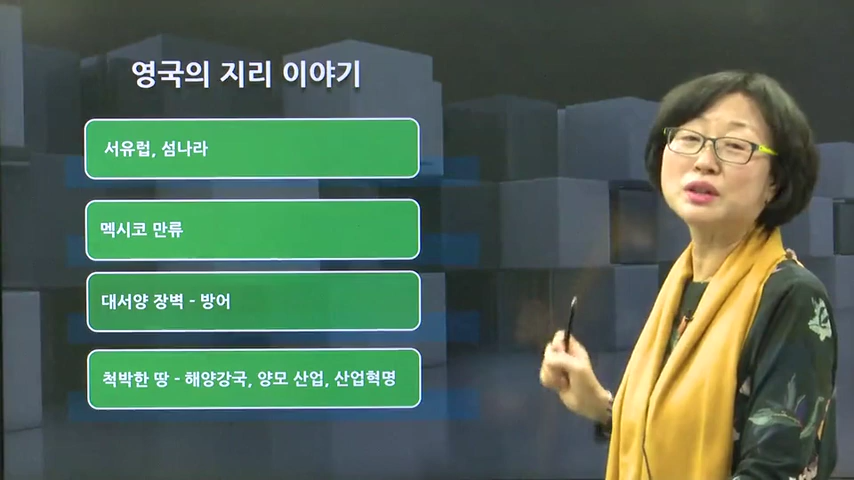 영국의 지리 이야기
서유럽, 섬나라
멕시코 만류
대서양 장벽 - 방어
척박한 땅 - 해양강국, 양모 산업, 산업혁명